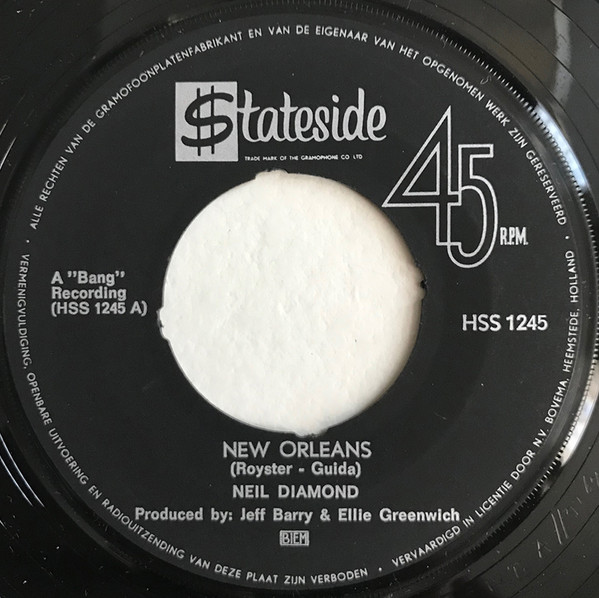 • ALLE RECHTEN VAN DE GRAMOFOONPLATENFABRIKANT EN VAN DE EIGENAAR VAN HET OPGENOMEN WERK ZIJN GERESERVEERD •
$tateside
TRADE MARK OF THE GRAMOPHONE CO LTD
45 R.P.M.
A "Bang"
Recording
(HSS 1245 A)
HSS 1245
NEW ORLEANS
(Royster - Guida)
NEIL DIAMOND
Produced by: Jeff Barry & Ellie Greenwich
BIEM
VERMENIGVULDIGING, OPENBARE UITVOERING EN RADIOUITZENDING VAN DEZE PLAAT ZIJN VERBODEN • VERVAARDIGD IN LICENTIE DOOR N.V. BOVEMA, HEEMSTEDE, HOLLAND •